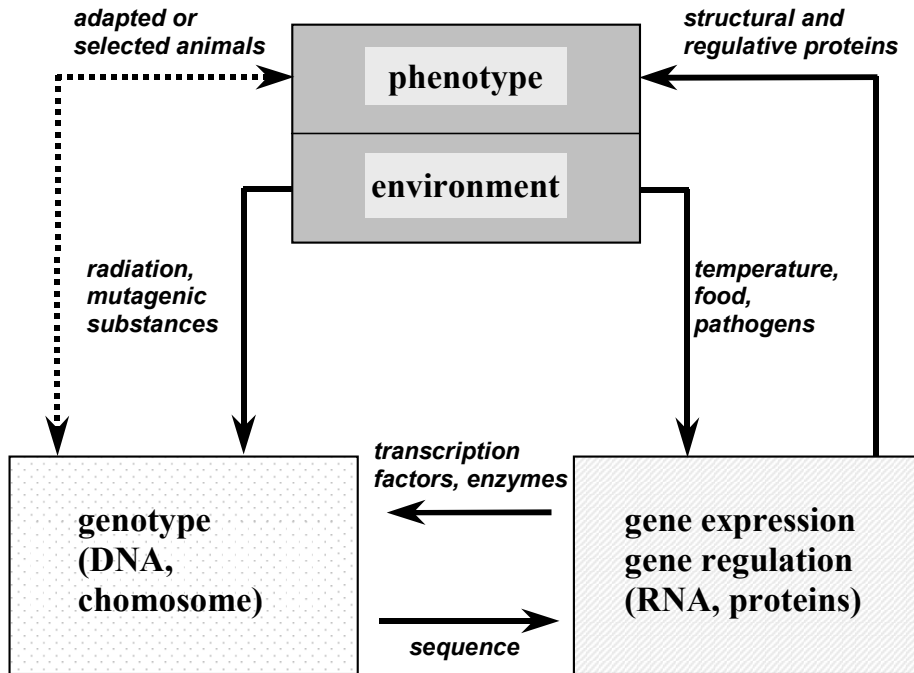 adapted or
selected animals
structural and
regulative proteins
phenotype
environment
radiation,
mutagenic
substances
temperature,
food,
pathogens
transcription
factors, enzymes
genotype
(DNA,
chomosome)
gene expression
gene regulation
(RNA, proteins)
sequence